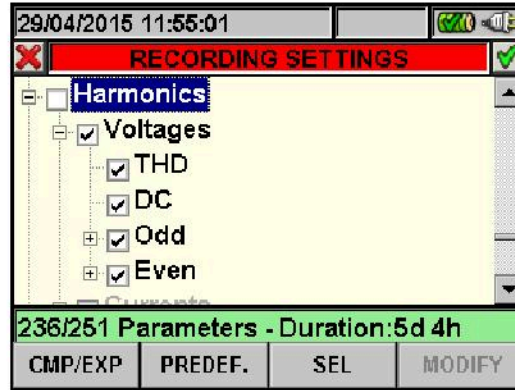 29/04/2015 11:55:01
RECORDING SETTINGS
Harmonics
Voltages
THD
DC
Odd
Even
Currents
236/251 Parameters - Duration:5d 4h
CMP/EXP PREDEF. SEL MODIFY